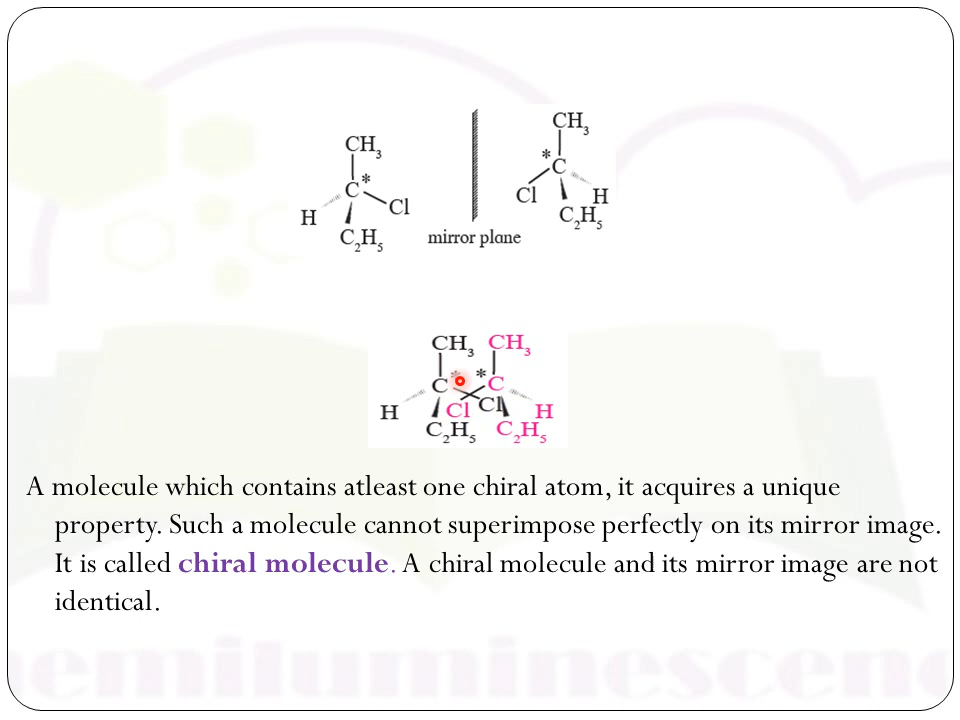 CH3
CH3
*
C*
C
Cl
H
Cl
H
C2H5
C2H5
mirror plane
CH3 CH3
C * * C
H Cl Cl H
C2H5 C2H5
A molecule which contains atleast one chiral atom, it acquires a unique
property. Such a molecule cannot superimpose perfectly on its mirror image.
It is called chiral molecule. A chiral molecule and its mirror image are not
identical.
hemiluminescenc